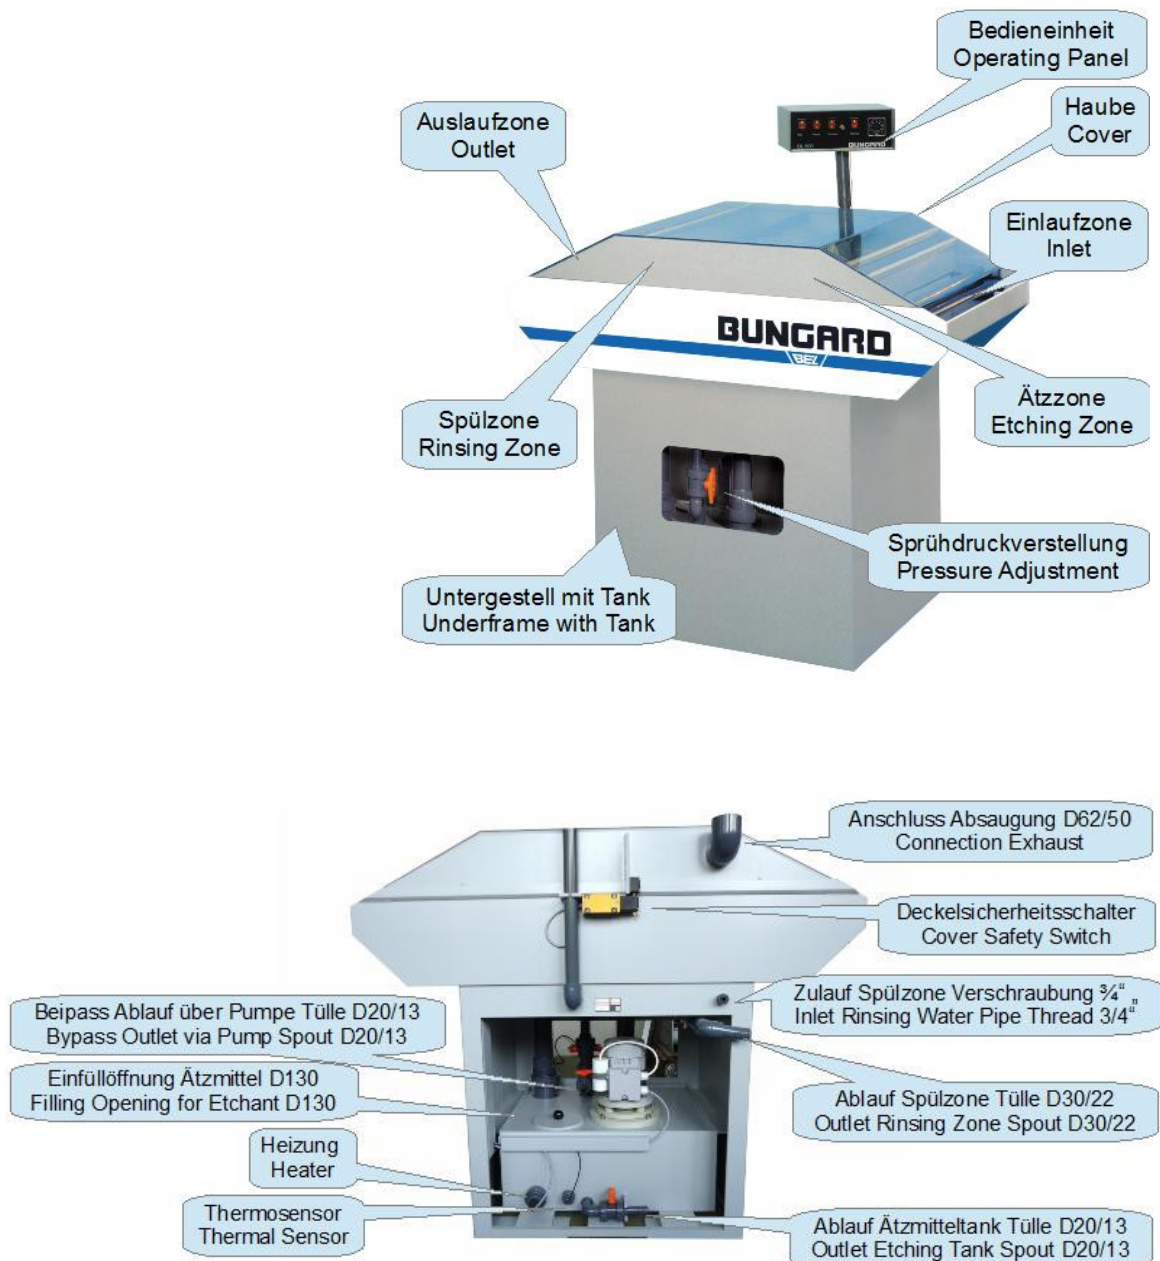 Bedieneinheit
Operating Panel
Haube
Cover
Auslaufzone
Outlet
BUNGARD
Einlaufzone
Inlet
BUNGARD
BEL
Ätzzone
Etching Zone
Spülzone
Rinsing Zone
Sprühdruckverstellung
Pressure Adjustment
Untergestell mit Tank
Underframe with Tank
Anschluss Absaugung D62/50
Connection Exhaust
Deckelsicherheitsschalter
Cover Safety Switch
Zulauf Spülzone Verschraubung ¾“
Inlet Rinsing Water Pipe Thread 3/4"
Beipass Ablauf über Pumpe Tülle D20/13
Bypass Outlet via Pump Spout D20/13
Einfüllöffnung Ätzmittel D130
Filling Opening for Etchant D130
Ablauf Spülzone Tülle D30/22
Outlet Rinsing Zone Spout D30/22
Heizung
Heater
Thermosensor
Thermal Sensor
Ablauf Ätzmitteltank Tülle D20/13
Outlet Etching Tank Spout D20/13